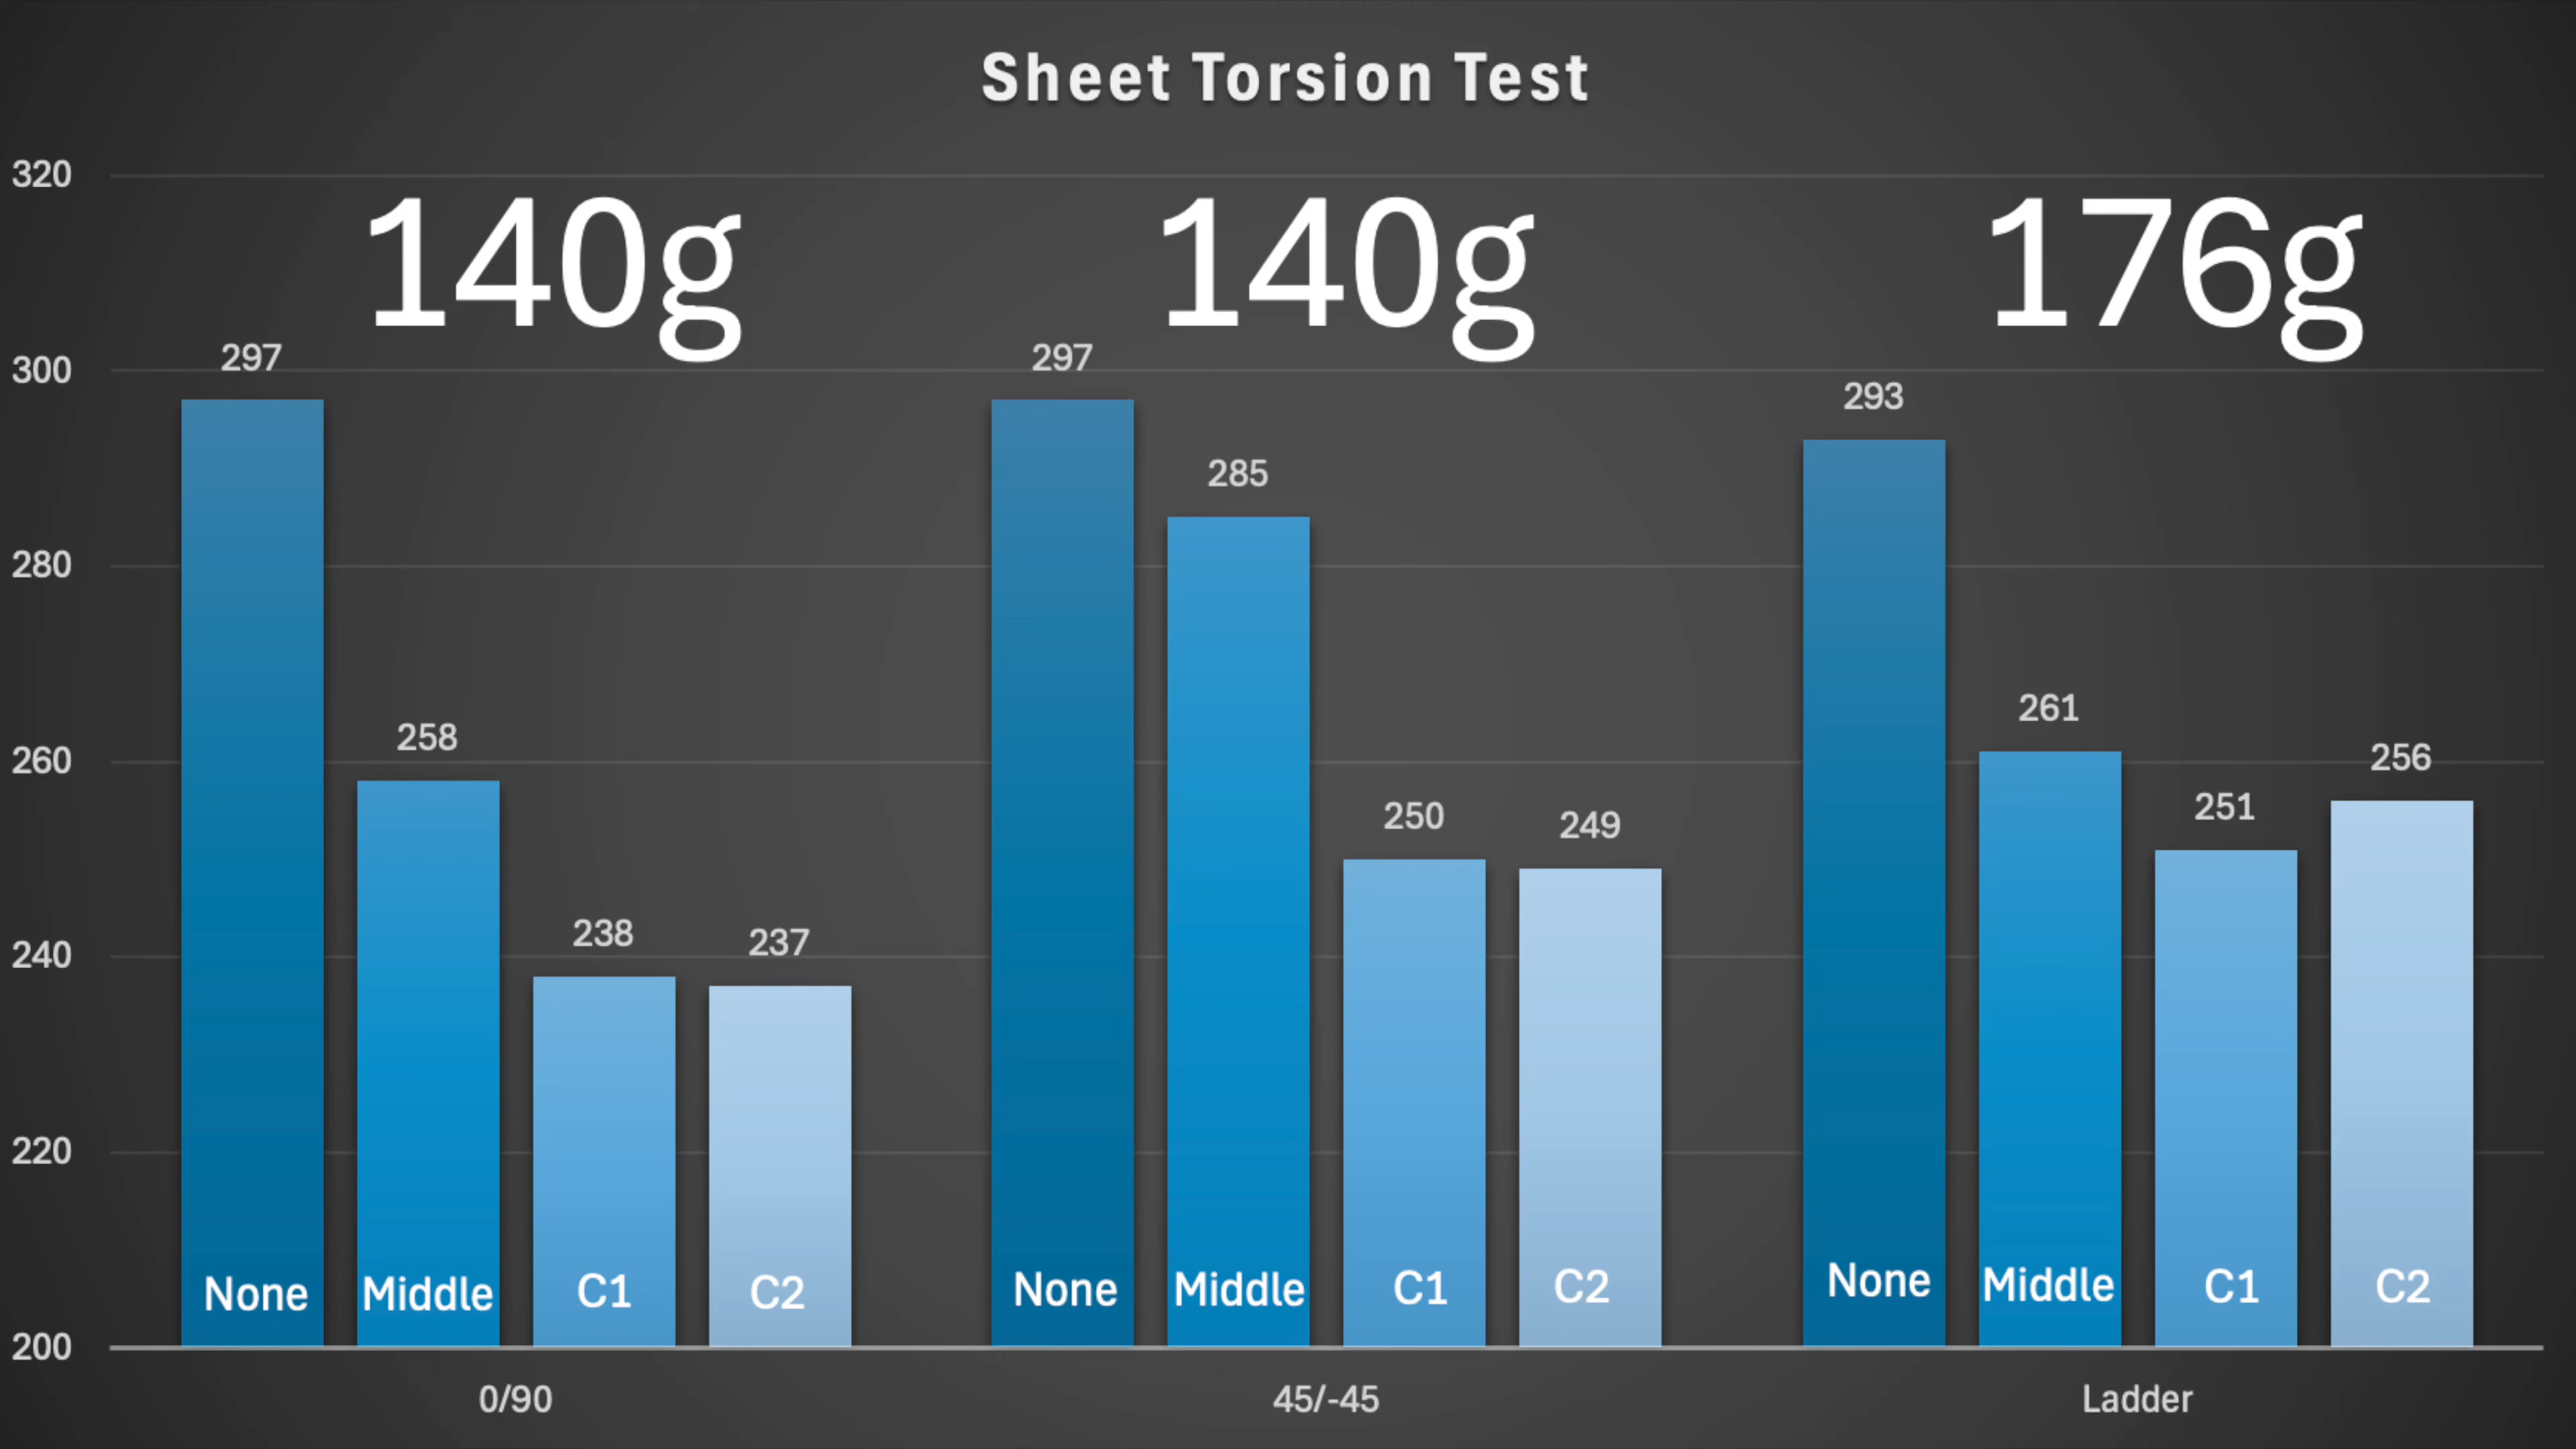 Sheet Torsion Test
320
300
280
260
240
220
200
140g
140g
176g
297
258
238
237
297
285
250
249
293
261
251
256
None
Middle
C1
C2
None
Middle
C1
C2
None
Middle
C1
C2
0/90
45/-45
Ladder